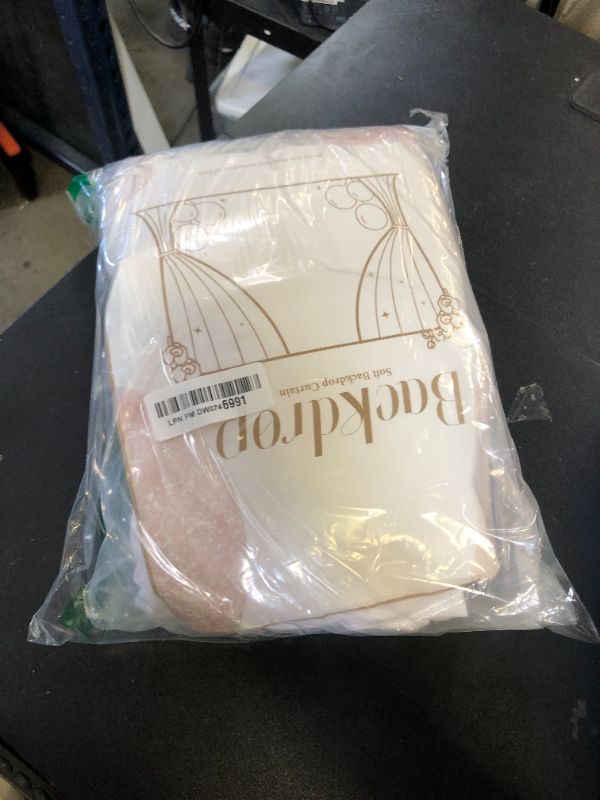 Backdrop
Soft Backdrop Curtain
LPN PM DW0746991